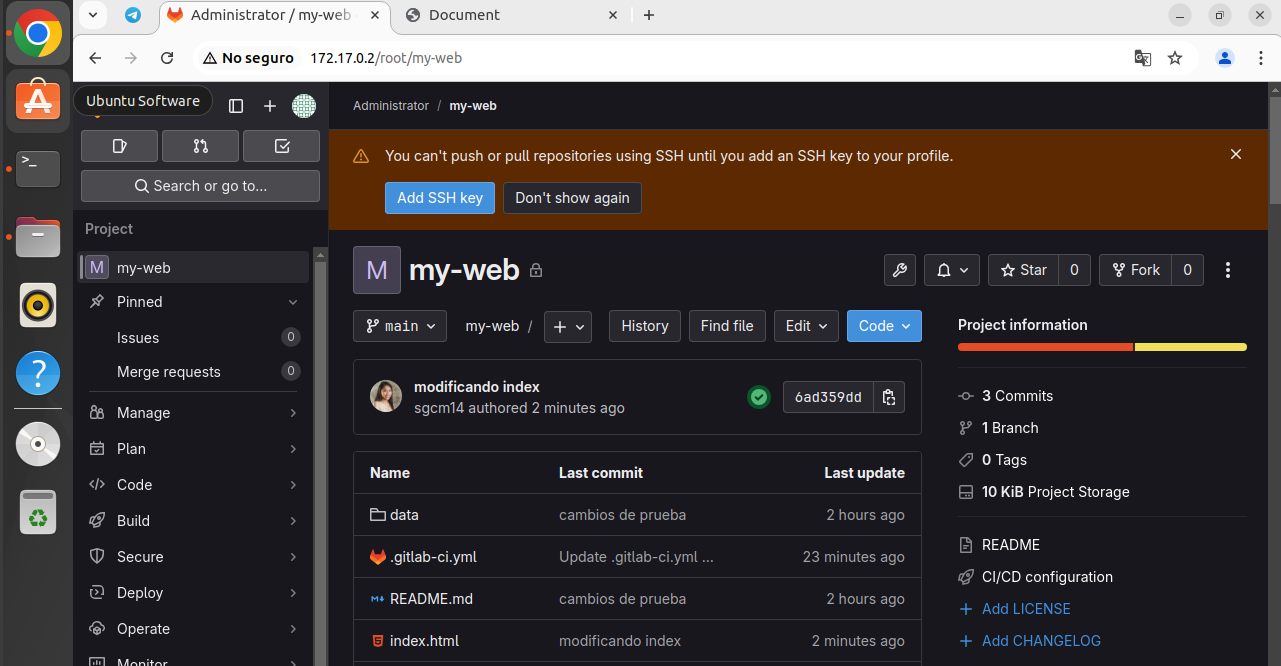 Administrator / my-web
Document
No seguro
172.17.0.2/root/my-web
Ubuntu Software
Search or go to...
Project
M my-web
Pinned
Issues 0
Merge requests 0
Manage
Plan
Code
Build
Secure
Deploy
Operate
Monitor
Administrator / my-web
You can't push or pull repositories using SSH until you add an SSH key to your profile.
Add SSH key Don't show again
M my-web
Star 0 Fork 0
main my-web / + History Find file Edit Code
modificando index
sgcm14 authored 2 minutes ago
6ad359dd
Name Last commit Last update
data cambios de prueba 2 hours ago
.gitlab-ci.yml Update .gitlab-ci.yml ... 23 minutes ago
README.md cambios de prueba 2 hours ago
index.html modificando index 2 minutes ago
Project information
3 Commits
1 Branch
0 Tags
10 KiB Project Storage
README
CI/CD configuration
+ Add LICENSE
+ Add CHANGELOG